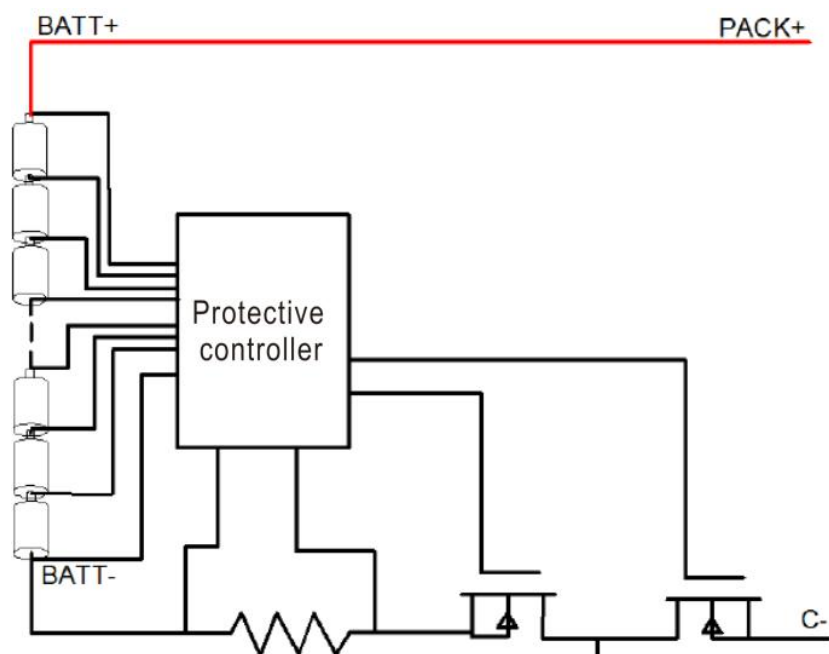 BATT+
PACK+
Protective
controller
BATT-
C-